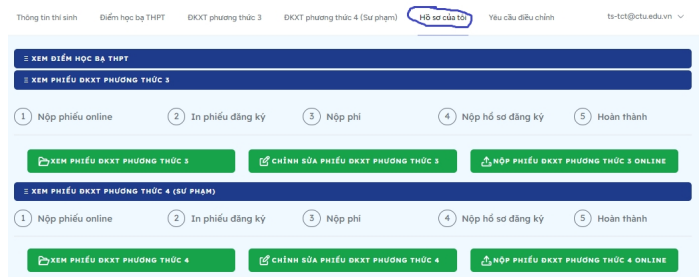 Thông tin thí sinh Điểm học bạ THPT ĐKXT phương thức 3 ĐKXT phương thức 4 (Sư phạm) Hồ sơ của tôi Yêu cầu điều chỉnh ts-tct@ctu.edu.vn
XEM ĐIỂM HỌC BẠ THPT
XEM PHIẾU ĐKXT PHƯƠNG THỨC 3
1 Nộp phiếu online 2 In phiếu đăng ký 3 Nộp phí 4 Nộp hồ sơ đăng ký 5 Hoàn thành
XEM PHIẾU ĐKXT PHƯƠNG THỨC 3 CHỈNH SỬA PHIẾU ĐKXT PHƯƠNG THỨC 3 NỘP PHIẾU ĐKXT PHƯƠNG THỨC 3 ONLINE
XEM PHIẾU ĐKXT PHƯƠNG THỨC 4 (SƯ PHẠM)
1 Nộp phiếu online 2 In phiếu đăng ký 3 Nộp phí 4 Nộp hồ sơ đăng ký 5 Hoàn thành
XEM PHIẾU ĐKXT PHƯƠNG THỨC 4 CHỈNH SỬA PHIẾU ĐKXT PHƯƠNG THỨC 4 NỘP PHIẾU ĐKXT PHƯƠNG THỨC 4 ONLINE